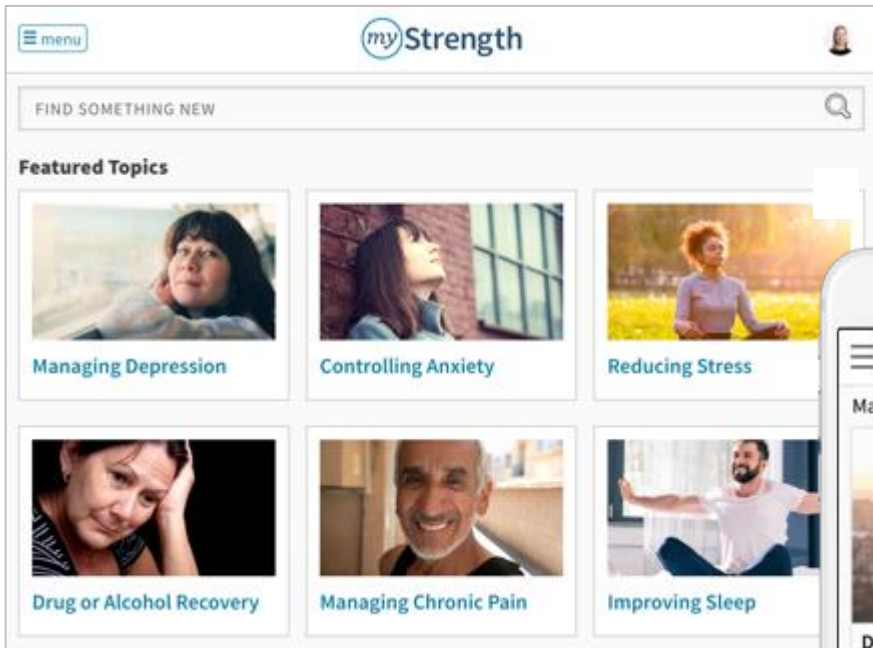 menu
myStrength
FIND SOMETHING NEW
Featured Topics
Managing Depression
Controlling Anxiety
Reducing Stress
Ma
Drug or Alcohol Recovery
Managing Chronic Pain
Improving Sleep
D